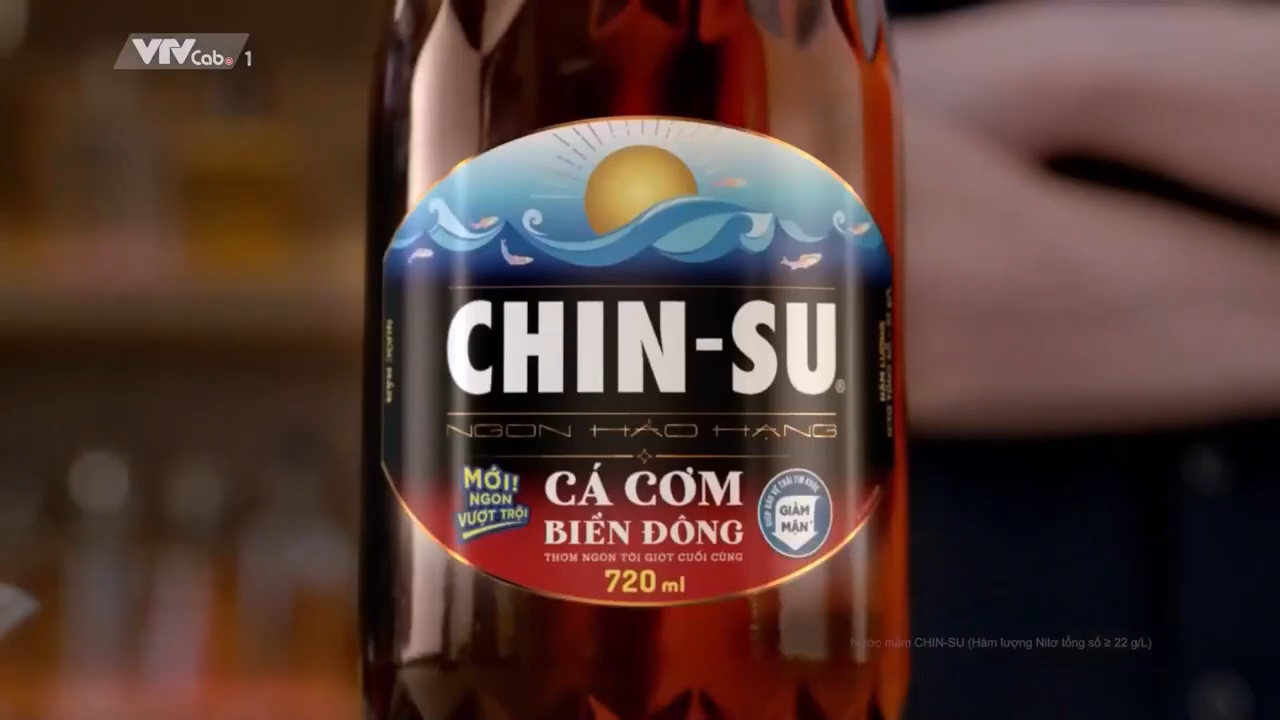 VTVCab 1
CHIN-SU®
NGON HẢO HẠNG
MỚI!
NGON
VƯỢT TRỘI
CÁ CƠM
BIỂN ĐÔNG
THƠM NGON TỚI GIỌT CUỐI CÙNG
720 ml
GIẢM
MẶN
Nước mắm CHIN-SU (Hàm lượng Nitơ tổng số ≥ 22 g/L)